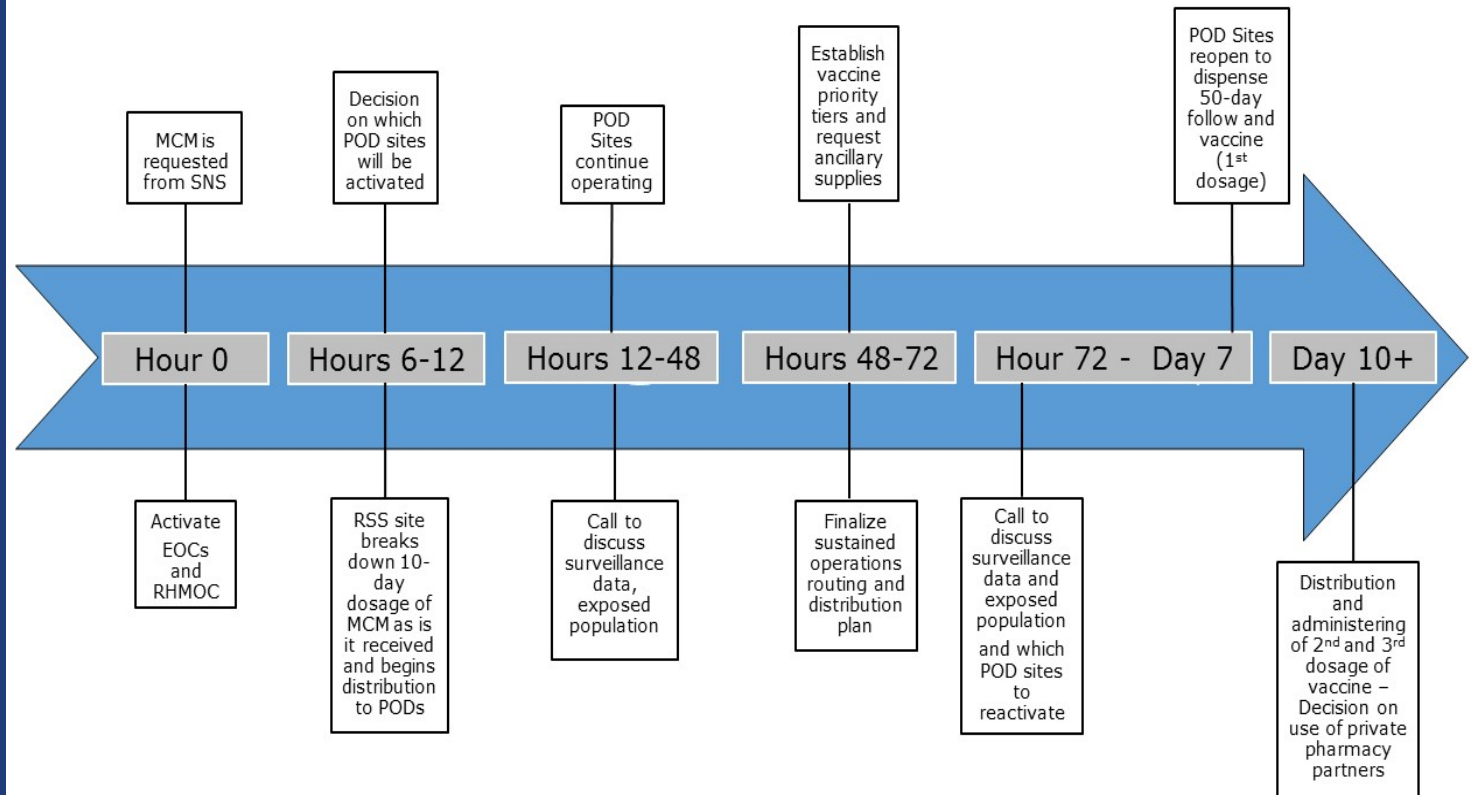 MCM is
requested
from SNS
Decision
on which
POD sites
will be
activated
POD
Sites
continue
operating
Establish
vaccine
priority
tiers and
request
ancillary
supplies
POD Sites
reopen to
dispense
50-day
follow and
vaccine
(1st
dosage)
Hour 0
Hours 6-12
Hours 12-48
Hours 48-72
Hour 72 - Day 7
Day 10+
Activate
EOCs
and
RHMOC
RSS site
breaks
down 10-
day
dosage of
MCM as is
it received
and begins
distribution
to PODs
Call to
discuss
surveillance
data,
exposed
population
Finalize
sustained
operations
routing and
distribution
plan
Call to
discuss
surveillance
data and
exposed
population
and which
POD sites
to
reactivate
Distribution
and
administering
of 2nd and 3rd
dosage of
vaccine –
Decision on
use of private
pharmacy
partners